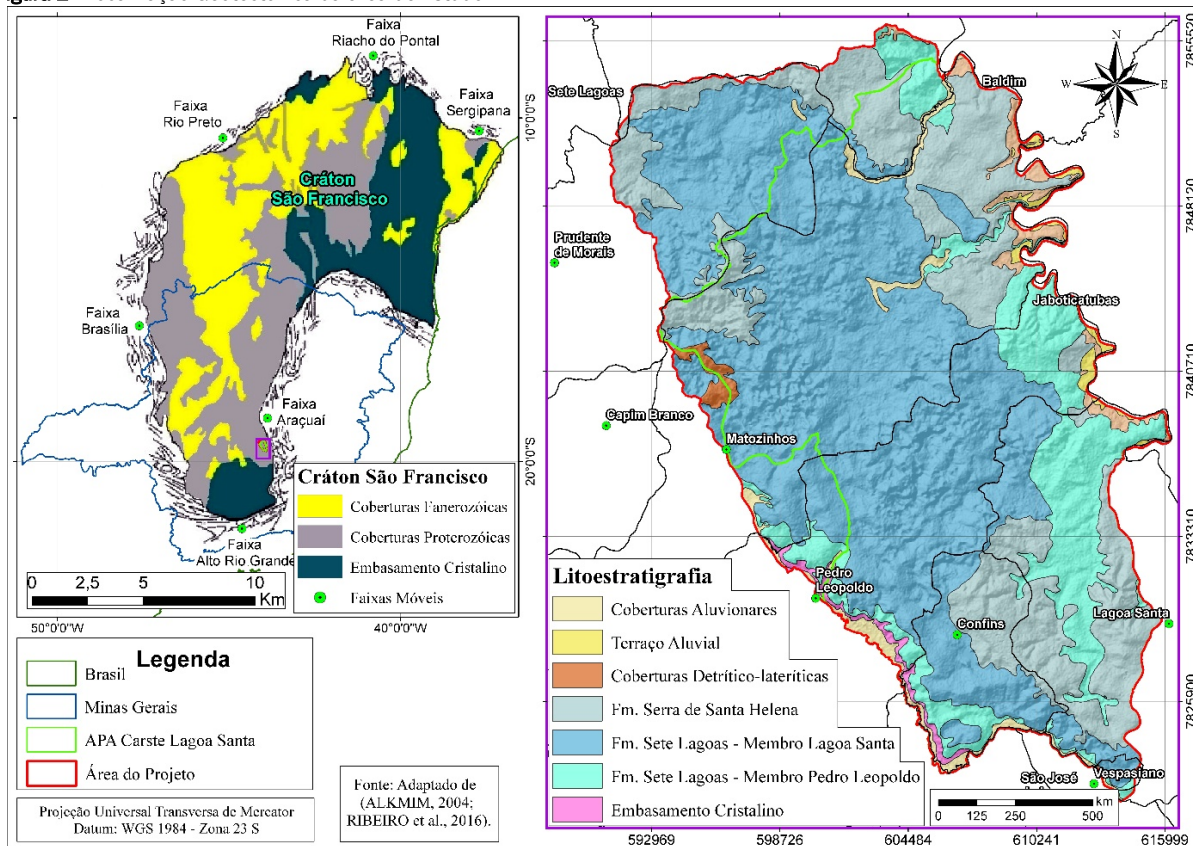 Faixa
Riacho do Pontal
Faixa
Sergipana
Faixa
Rio Preto
Cráton
São Francisco
Faixa
Brasília
Faixa
Araçuaí
Faixa
Alto Rio Grande
10°0'0"S
20°0'0"S
50°0'0"W
40°0'0"W
Cráton São Francisco
Coberturas Fanerozóicas
Coberturas Proterozóicas
Embasamento Cristalino
Faixas Móveis
0 2,5 5 10
Km
Legenda
Brasil
Minas Gerais
APA Carste Lagoa Santa
Área do Projeto
Projeção Universal Transversa de Mercator
Datum: WGS 1984 - Zona 23 S
Fonte: Adaptado de
(ALKMIM, 2004;
RIBEIRO et al., 2016).
N
W E
S
Sete Lagoas
Baldim
Prudente
de Morais
Jaboticatubas
Capim Branco
Matozinhos
Pedro
Leopoldo
Confins
Lagoa Santa
São José
Vespasiano
Litoestratigrafia
Coberturas Aluvionares
Terraço Aluvial
Coberturas Detrítico-lateríticas
Fm. Serra de Santa Helena
Fm. Sete Lagoas - Membro Lagoa Santa
Fm. Sete Lagoas - Membro Pedro Leopoldo
Embasamento Cristalino
0 125 250 500
km
7855520
7848120
7840710
7833310
7825900
592969 598726 604484 610241 615999